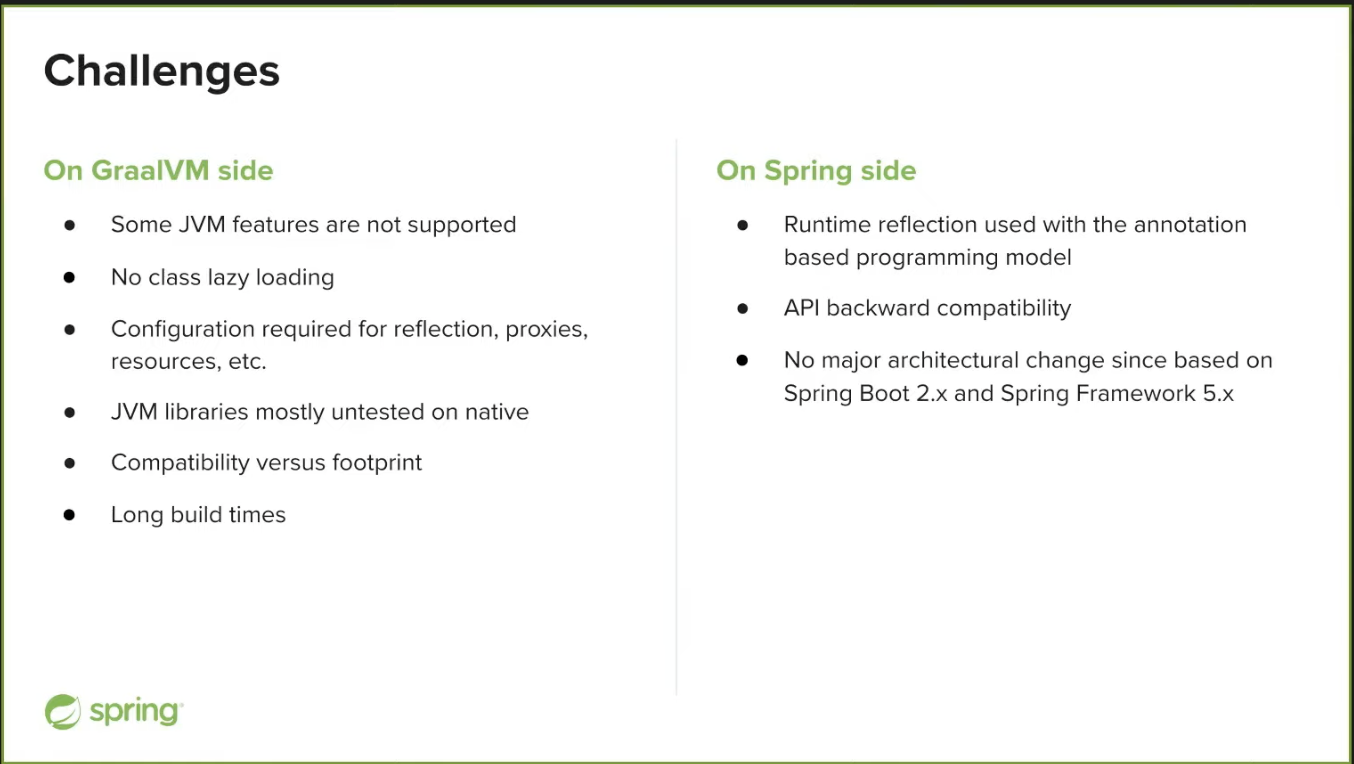 Challenges
On GraalVM side
● Some JVM features are not supported
● No class lazy loading
● Configuration required for reflection, proxies,
resources, etc.
● JVM libraries mostly untested on native
● Compatibility versus footprint
● Long build times
On Spring side
● Runtime reflection used with the annotation
based programming model
● API backward compatibility
● No major architectural change since based on
Spring Boot 2.x and Spring Framework 5.x
spring